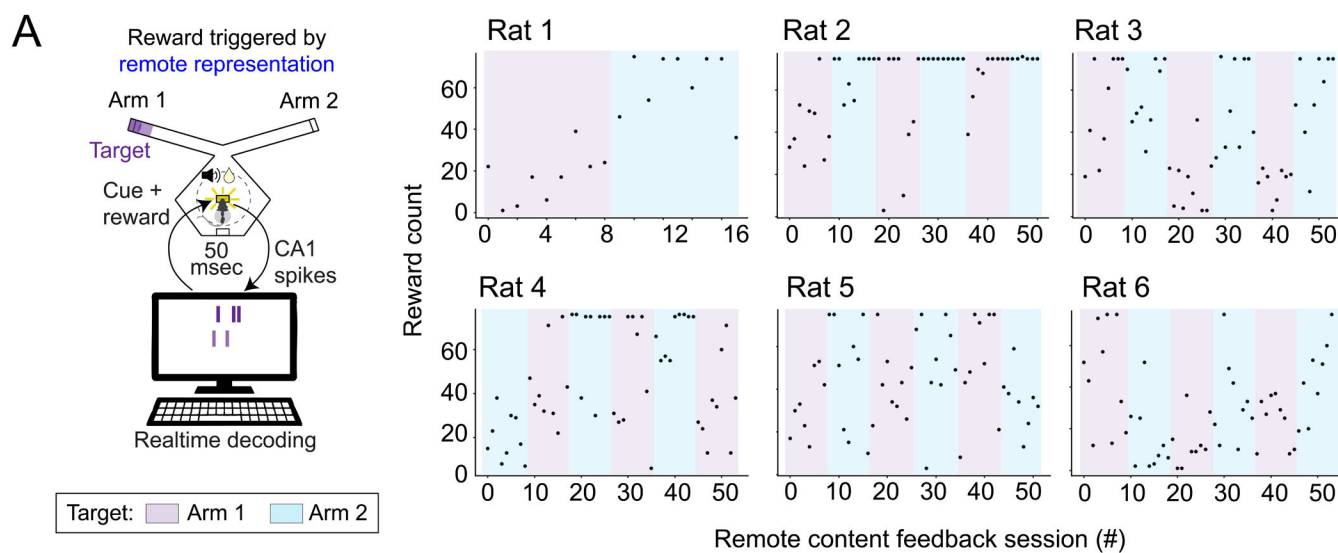 A
Reward triggered by
remote representation
Arm 1
Arm 2
Target
Cue +
reward
50
msec
CA1
spikes
Realtime decoding
Target: Arm 1 Arm 2
Reward count
Rat 1
60
40
20
0
0 4 8 12 16
Rat 2
0 10 20 30 40 50
Rat 3
0 10 20 30 40 50
Rat 4
60
40
20
0
0 10 20 30 40 50
Rat 5
0 10 20 30 40 50
Rat 6
0 10 20 30 40 50
Remote content feedback session (#)